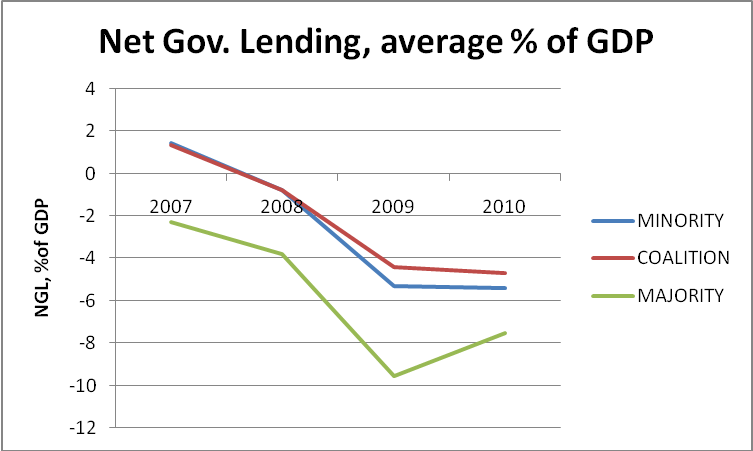 Net Gov. Lending, average % of GDP
4
2
0
-2
-4
-6
-8
-10
-12
NGL, %of GDP
2007 2008 2009 2010
MINORITY
COALITION
MAJORITY